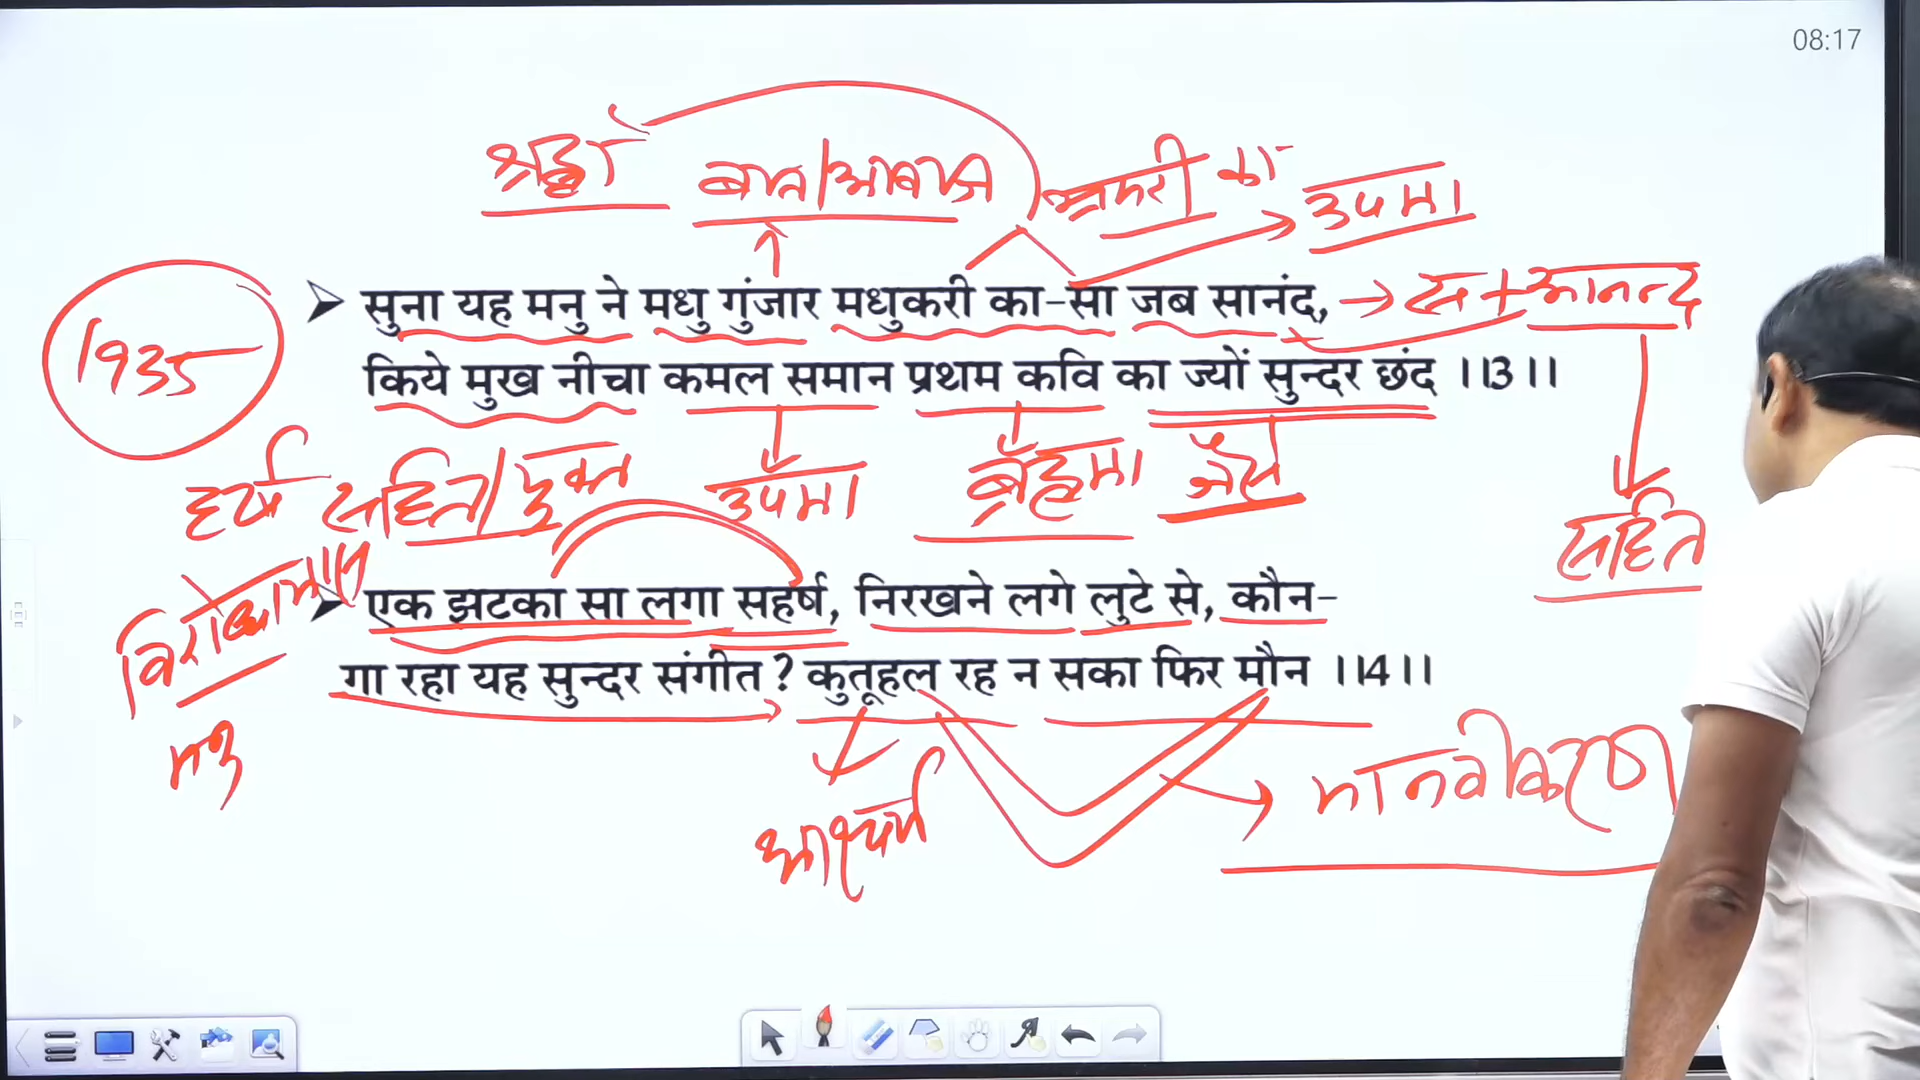 08:17
श्रद्धा बात/आवाज भ्रमरी का उपमा
➤ सुना यह मनु ने मधु गुंजार मधुकरी का-सा जब सानंद, → स + आनन्द
1935
किये मुख नीचा कमल समान प्रथम कवि का ज्यों सुन्दर छंद ।।3।।
हर्ष सहित/युक्त उपमा ब्रह्मा जैसे
सहित
विरोधाभास
➤ एक झटका सा लगा सहर्ष, निरखने लगे लुटे से, कौन-
गा रहा यह सुन्दर संगीत? कुतूहल रह न सका फिर मौन ।।4।।
मनु
आश्चर्य → मानवीकरण